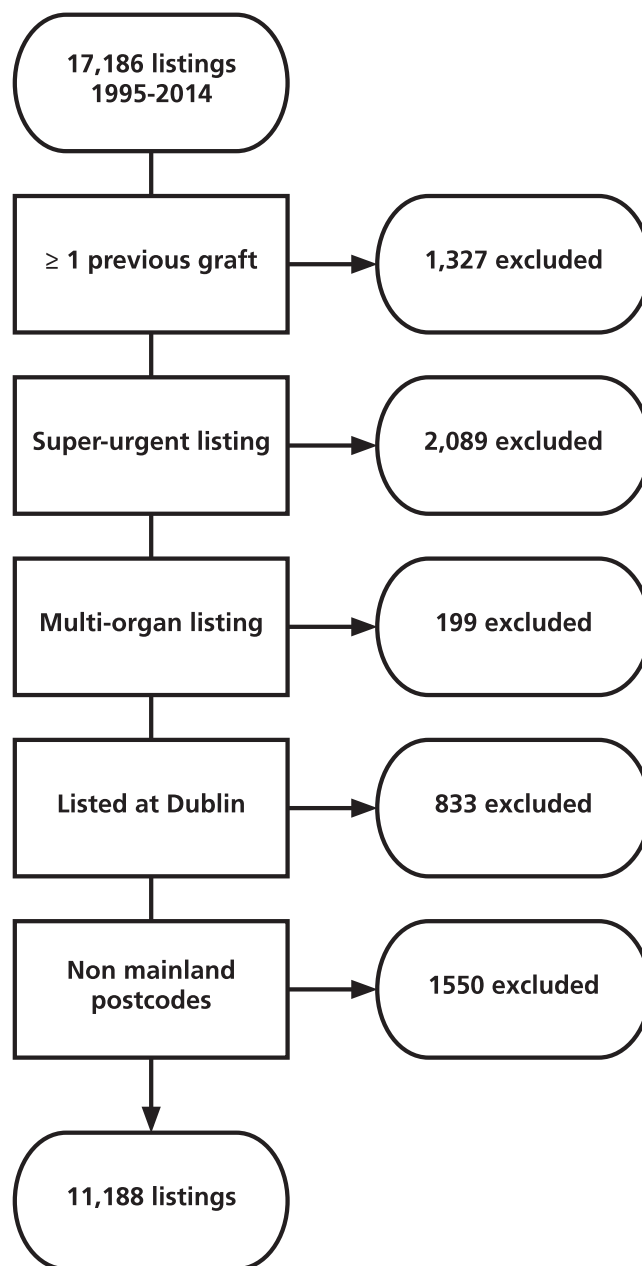 17,186 listings
1995-2014
≥ 1 previous graft
1,327 excluded
Super-urgent listing
2,089 excluded
Multi-organ listing
199 excluded
Listed at Dublin
833 excluded
Non mainland
postcodes
1550 excluded
11,188 listings